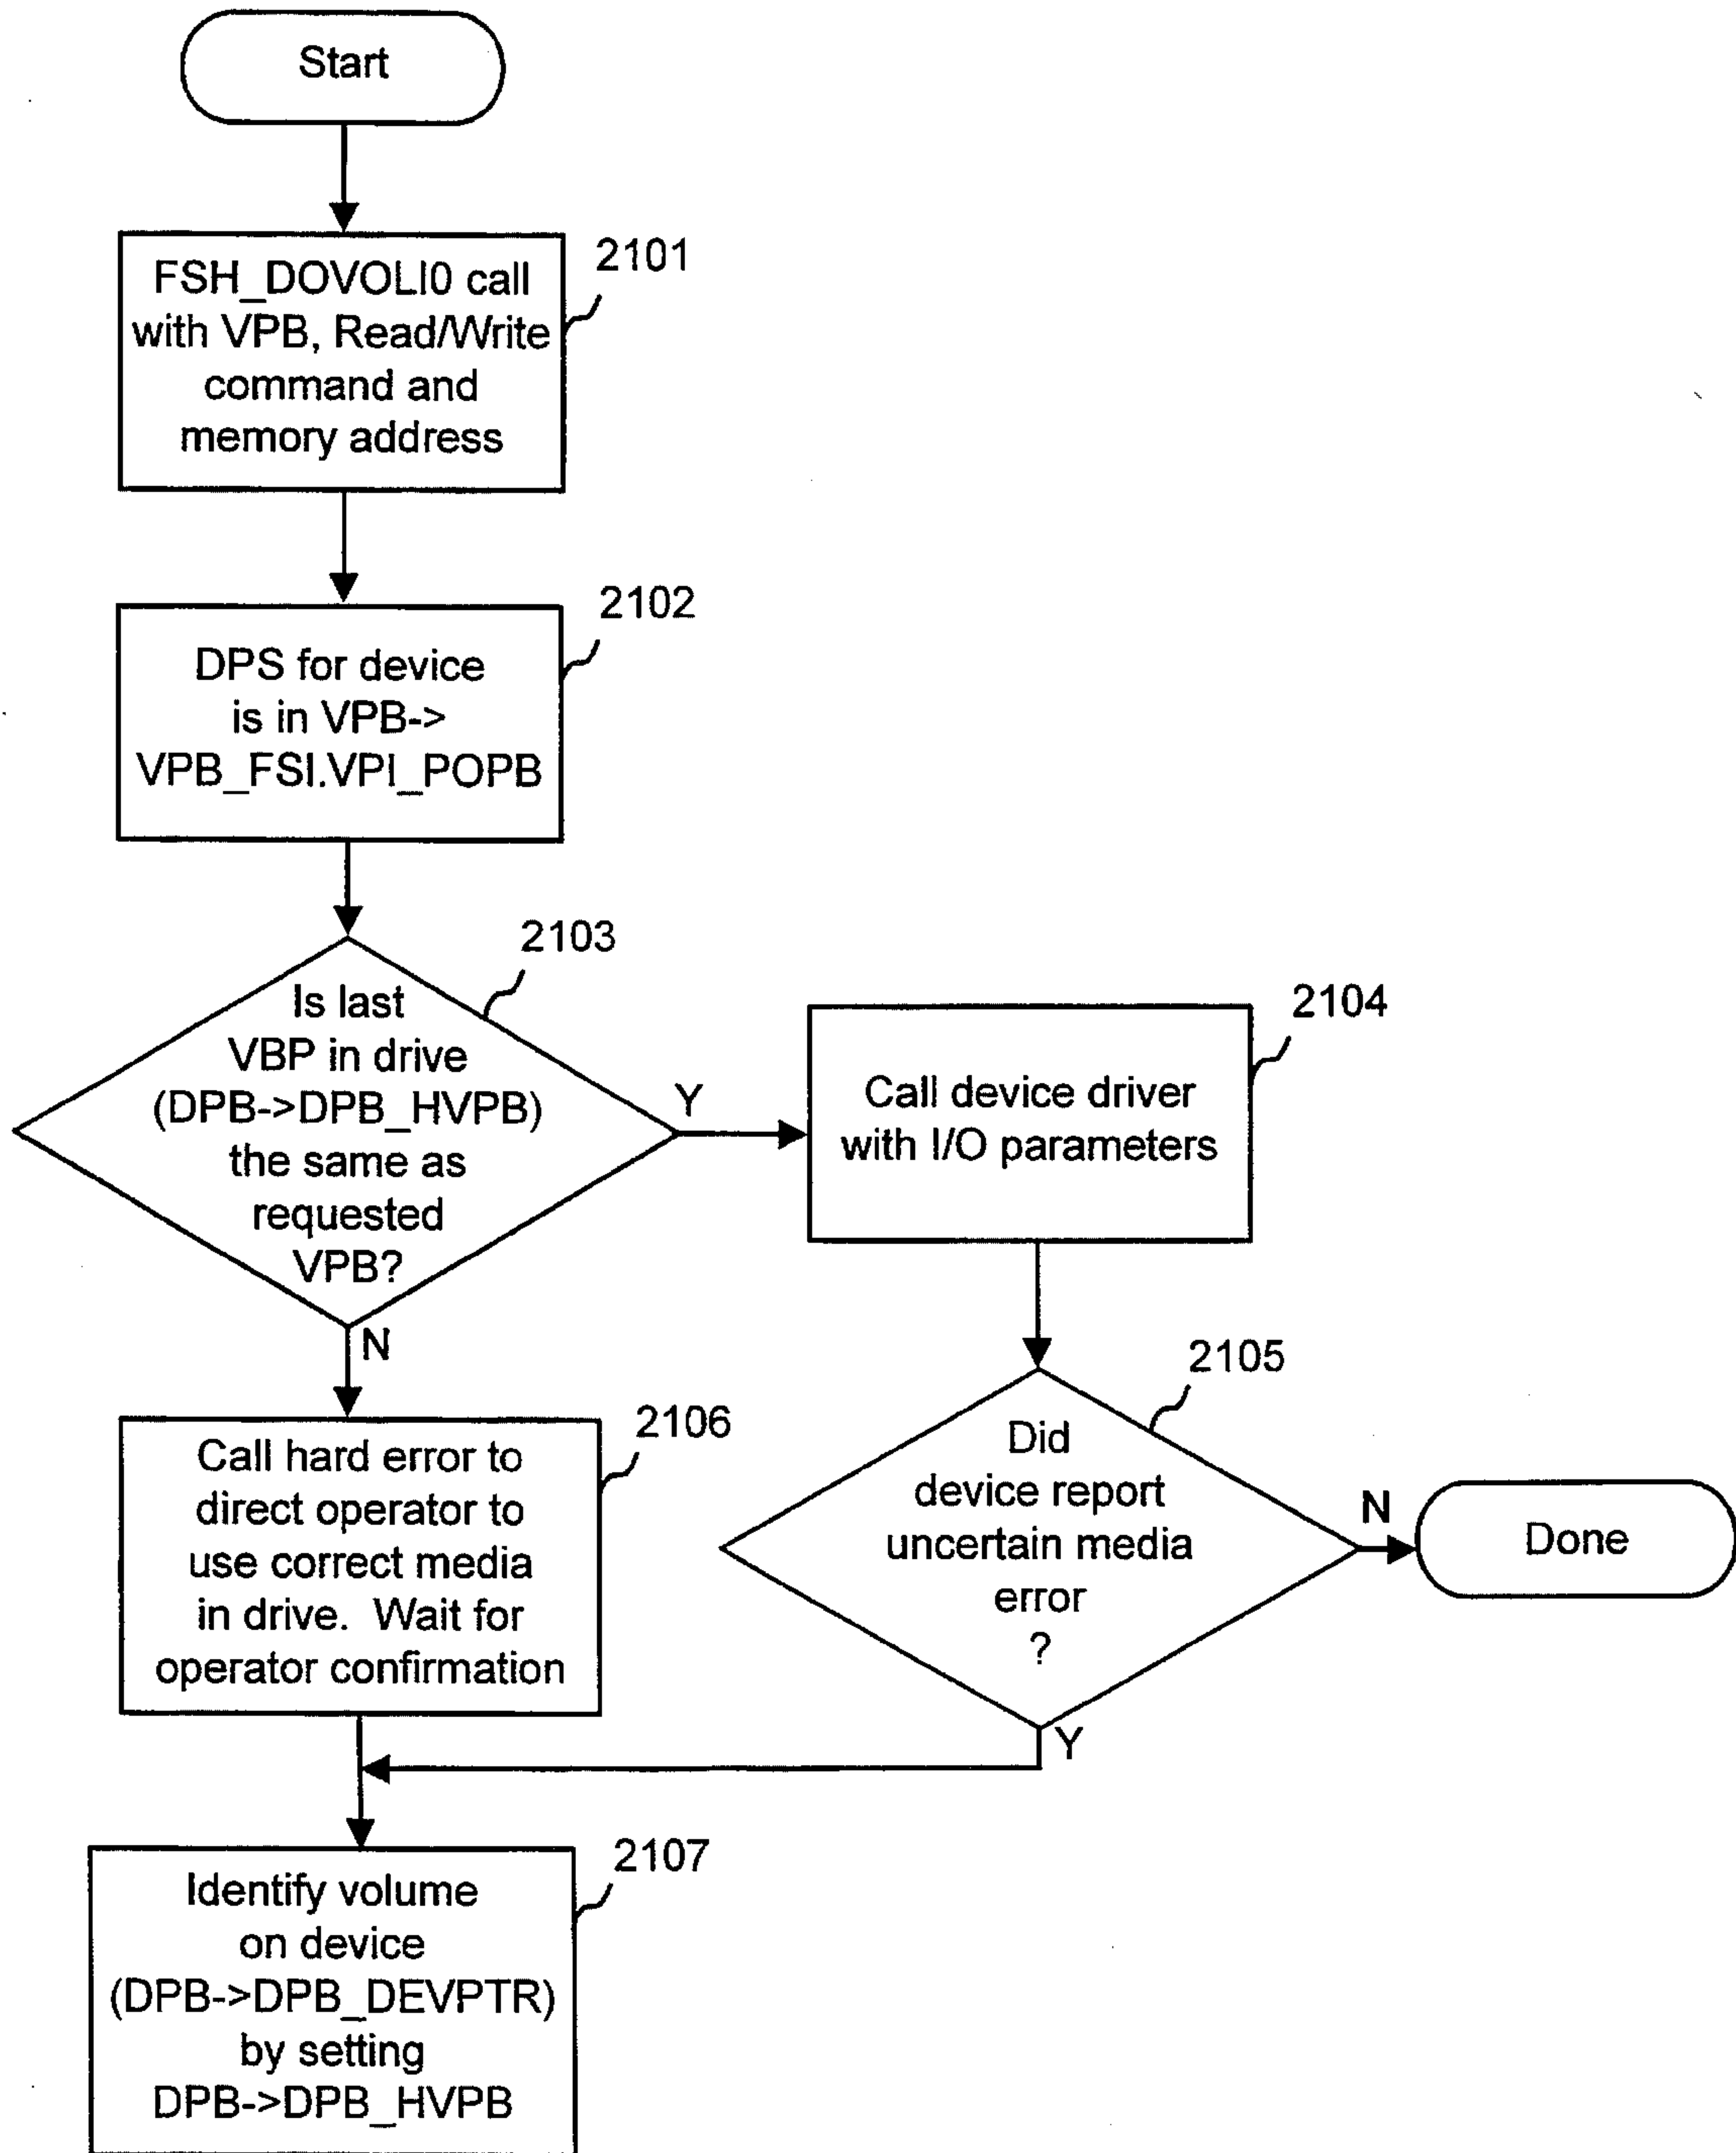 Start
2101
FSH_DOVOLI0 call
with VPB, Read/Write
command and
memory address
2102
DPS for device
is in VPB->
VPB_FSI.VPI_POPB
2103
Is last
VBP in drive
(DPB->DPB_HVPB)
the same as
requested
VPB?
Y
N
2104
Call device driver
with I/O parameters
2105
Did
device report
uncertain media
error
?
N
Y
Done
2106
Call hard error to
direct operator to
use correct media
in drive. Wait for
operator confirmation
2107
Identify volume
on device
(DPB->DPB_DEVPTR)
by setting
DPB->DPB_HVPB